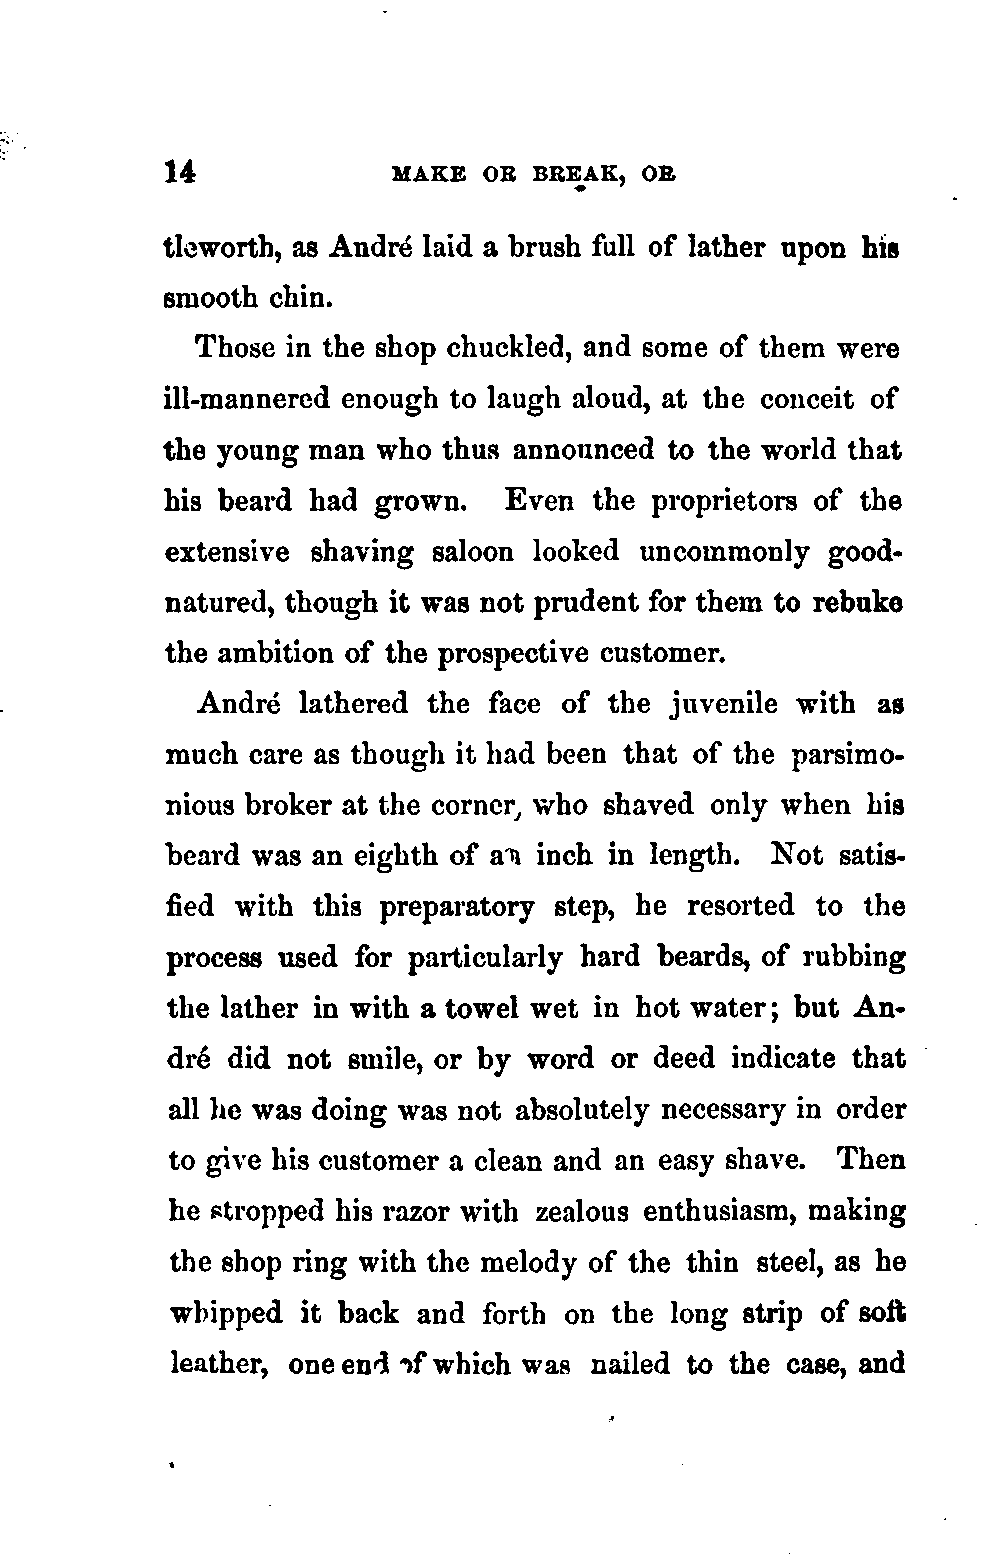 14 MAKE OR BREAK, OR
tleworth, as André laid a brush full of lather upon his
smooth chin.
Those in the shop chuckled, and some of them were
ill-mannered enough to laugh aloud, at the conceit of
the young man who thus announced to the world that
his beard had grown. Even the proprietors of the
extensive shaving saloon looked uncommonly good-
natured, though it was not prudent for them to rebuke
the ambition of the prospective customer.
André lathered the face of the juvenile with as
much care as though it had been that of the parsimo-
nious broker at the corner, who shaved only when his
beard was an eighth of an inch in length. Not satis-
fied with this preparatory step, he resorted to the
process used for particularly hard beards, of rubbing
the lather in with a towel wet in hot water; but An-
dré did not smile, or by word or deed indicate that
all he was doing was not absolutely necessary in order
to give his customer a clean and an easy shave. Then
he stropped his razor with zealous enthusiasm, making
the shop ring with the melody of the thin steel, as he
whipped it back and forth on the long strip of soft
leather, one end of which was nailed to the case, and